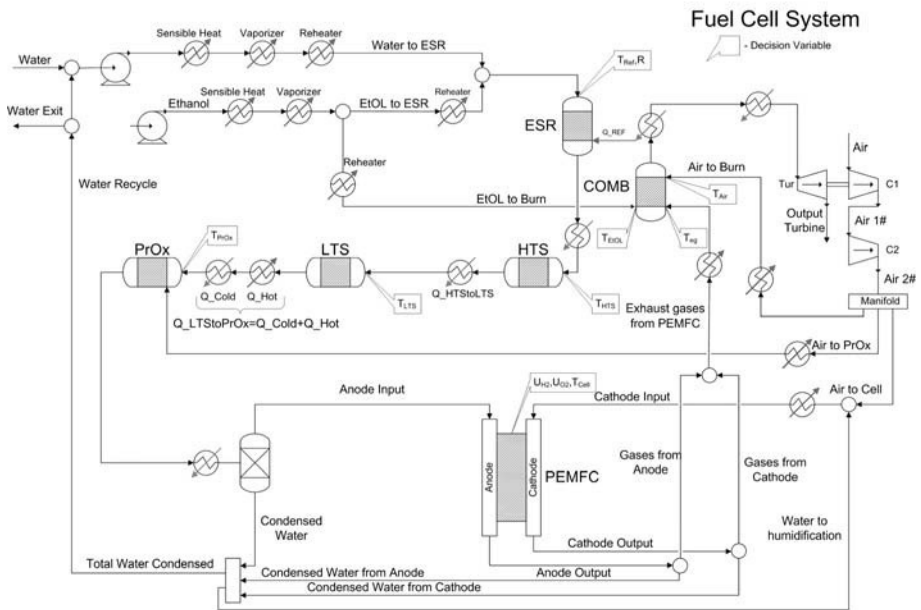 Fuel Cell System
- Decision Variable
Sensible Heat
Vaporizer
Reheater
Water to ESR
Water
Water Exit
Sensible Heat
Vaporizer
Ethanol
EtOL to ESR
Reheater
T_Ref,R
ESR
Q_REF
Reheater
Water Recycle
EtOL to Burn
COMB
Air to Burn
T_Air
T_EtOL
T_eg
Air
Tur
C1
Output
Turbine
Air 1#
C2
Air 2#
Manifold
PrOx
T_PrOx
LTS
T_LTS
HTS
T_HTS
Q_Cold
Q_Hot
Q_HTStoLTS
Q_LTStoPrOx=Q_Cold+Q_Hot
Exhaust gases
from PEMFC
Air to PrOx
Anode Input
U_H2,U_O2,T_Cell
Cathode Input
Air to Cell
Anode
Cathode
PEMFC
Gases from
Anode
Gases from
Cathode
Condensed
Water
Water to
humidification
Cathode Output
Total Water Condensed
Condensed Water from Anode
Anode Output
Condensed Water from Cathode